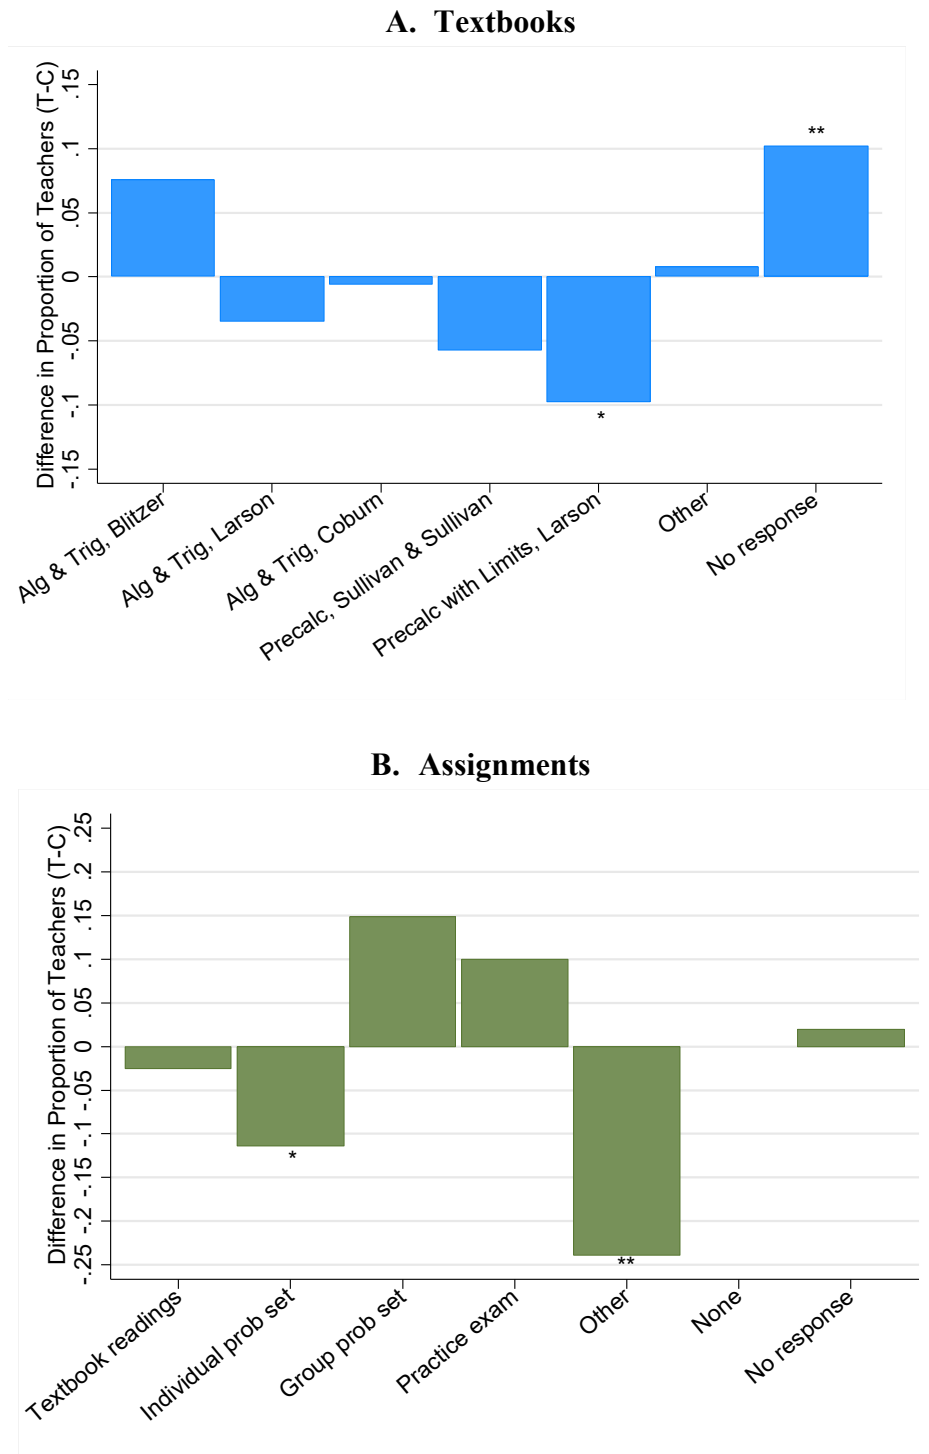 A. Textbooks
Difference in Proportion of Teachers (T-C)
.15
.1
.05
0
-.05
-.1
-.15
**
*
Alg & Trig, Blitzer
Alg & Trig, Larson
Alg & Trig, Coburn
Precalc, Sullivan & Sullivan
Precalc with Limits, Larson
Other
No response
B. Assignments
Difference in Proportion of Teachers (T-C)
.25
.2
.15
.1
.05
0
-.05
-.1
-.15
-.2
-.25
*
**
Textbook readings
Individual prob set
Group prob set
Practice exam
Other
None
No response